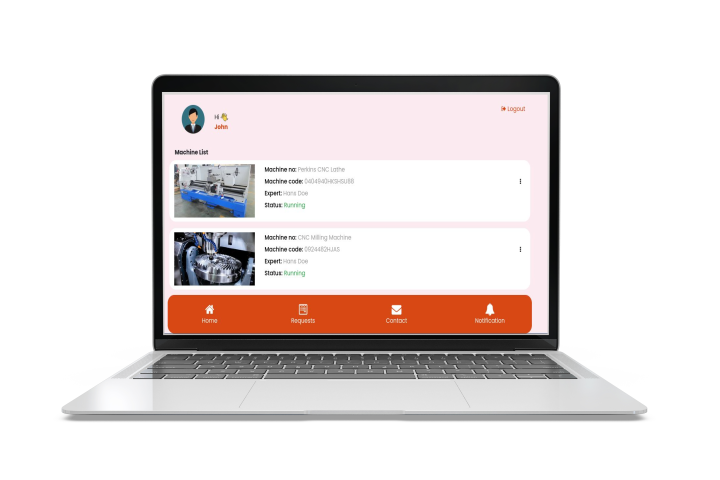 Hi 👋
John
Logout
Machine List
Machine no: Perkins CNC Lathe
Machine code: 0404940HKSHSU88
Expert: Hans Doe
Status: Running
Machine no: CNC Milling Machine
Machine code: 0924482HJAS
Expert: Hans Doe
Status: Running
Home
Requests
Contact
Notification